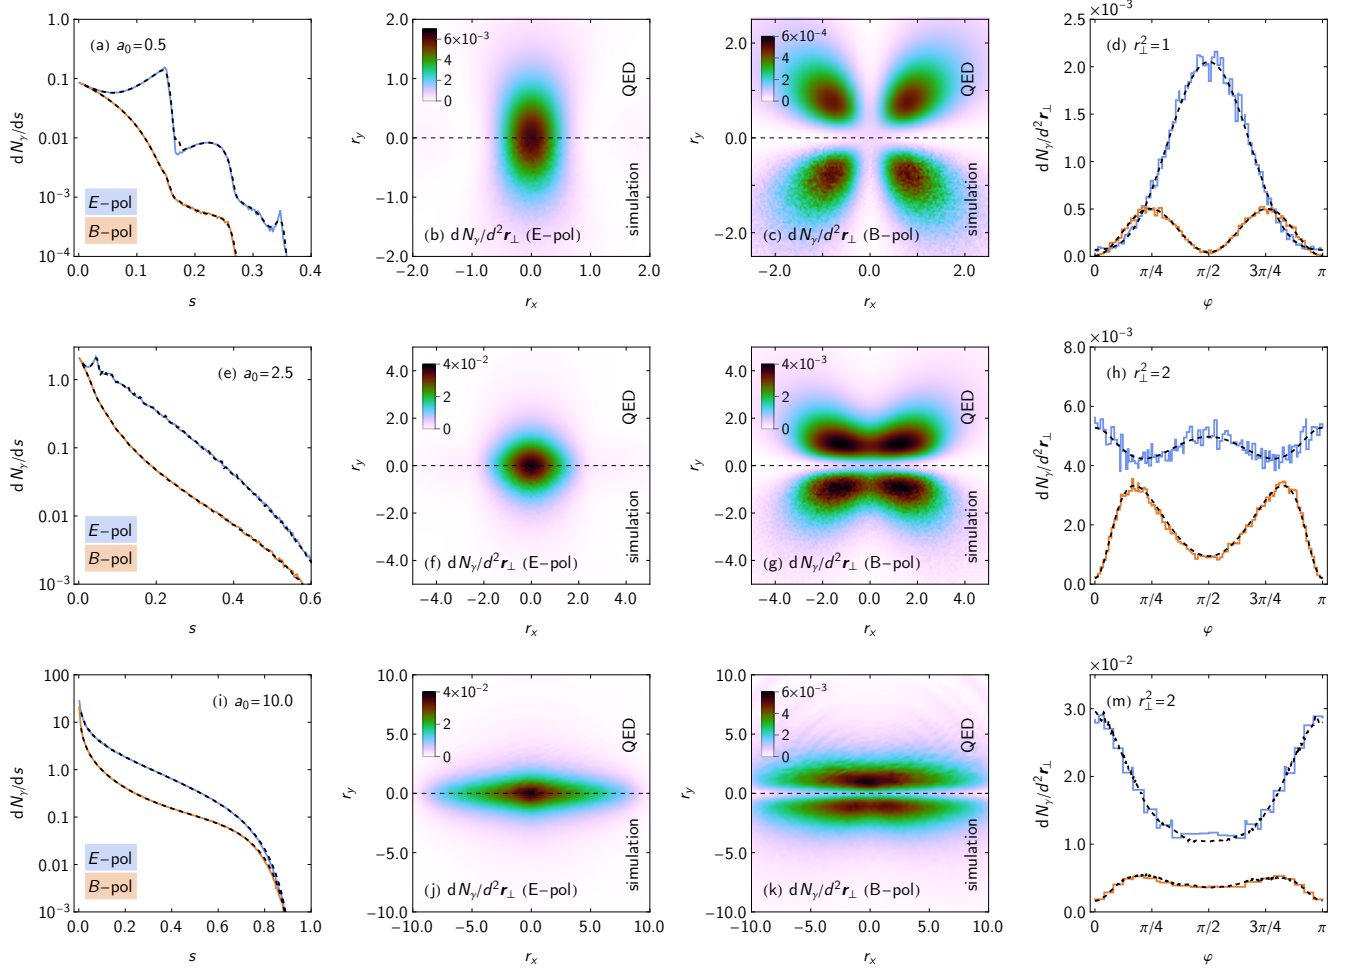 (a) a₀=0.5
1.0
0.1
0.01
10⁻³
10⁻⁴
dNγ/ds
E−pol
B−pol
0.0 0.1 0.2 0.3 0.4
s
6×10⁻³
4
2
0
QED
simulation
2.0
1.0
0.0
−1.0
−2.0
r_y
(b) dNγ/d²r⊥ (E−pol)
−2.0 −1.0 0.0 1.0 2.0
r_x
6×10⁻⁴
4
2
0
QED
simulation
2.0
1.0
0.0
−1.0
−2.0
r_y
(c) dNγ/d²r⊥ (B−pol)
−2.0 0.0 2.0
r_x
×10⁻³
(d) r⊥²=1
2.5
2.0
1.5
1.0
0.5
0.0
dNγ/d²r⊥
0 π/4 π/2 3π/4 π
φ
(e) a₀=2.5
1.0
0.1
0.01
10⁻³
dNγ/ds
E−pol
B−pol
0.0 0.2 0.4 0.6
s
4×10⁻²
2
0
QED
simulation
4.0
2.0
0.0
−2.0
−4.0
r_y
(f) dNγ/d²r⊥ (E−pol)
−4.0 −2.0 0.0 2.0 4.0
r_x
4×10⁻³
2
0
QED
simulation
4.0
2.0
0.0
−2.0
−4.0
r_y
(g) dNγ/d²r⊥ (B−pol)
−4.0 −2.0 0.0 2.0 4.0
r_x
×10⁻³
(h) r⊥²=2
8.0
6.0
4.0
2.0
0.0
dNγ/d²r⊥
0 π/4 π/2 3π/4 π
φ
(i) a₀=10.0
100
10
1.0
0.1
0.01
10⁻³
dNγ/ds
E−pol
B−pol
0.0 0.2 0.4 0.6 0.8 1.0
s
4×10⁻²
2
0
QED
simulation
10.0
5.0
0.0
−5.0
−10.0
r_y
(j) dNγ/d²r⊥ (E−pol)
−10.0 −5.0 0.0 5.0 10.0
r_x
6×10⁻³
4
2
0
QED
simulation
10.0
5.0
0.0
−5.0
−10.0
r_y
(k) dNγ/d²r⊥ (B−pol)
−10.0 −5.0 0.0 5.0 10.0
r_x
×10⁻²
(m) r⊥²=2
3.0
2.0
1.0
0.0
dNγ/d²r⊥
0 π/4 π/2 3π/4 π
φ